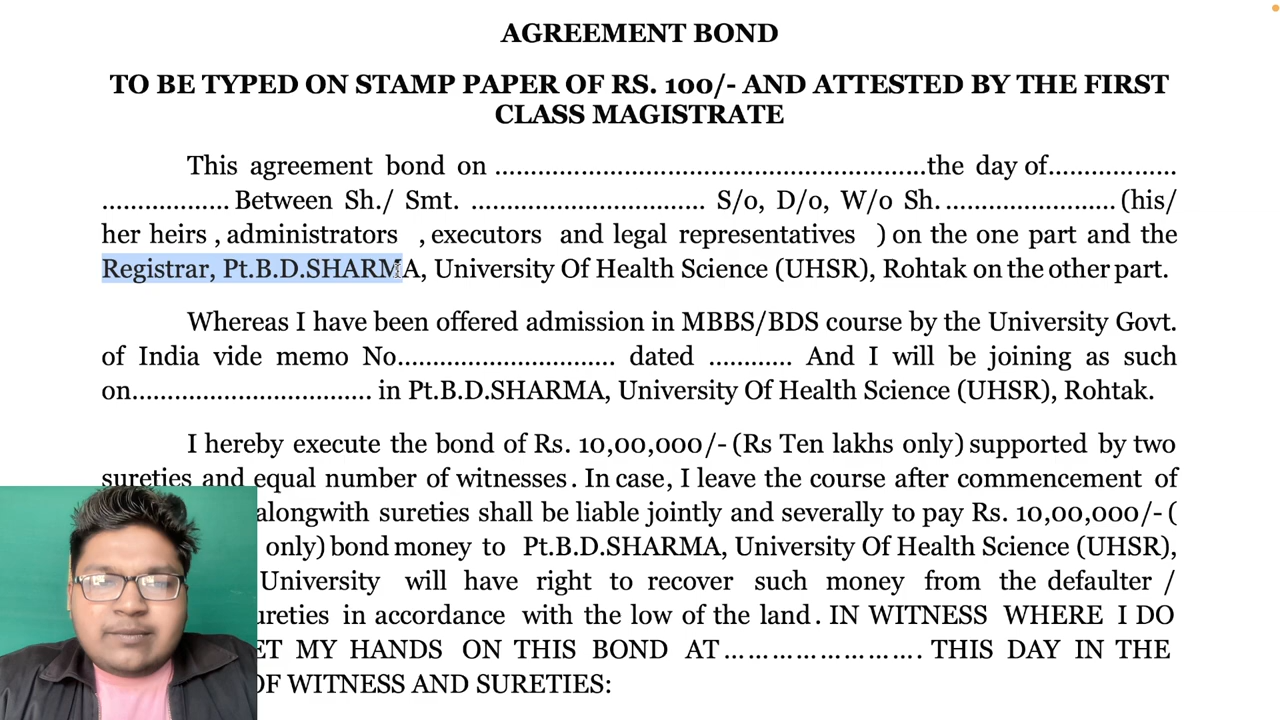 AGREEMENT BOND
TO BE TYPED ON STAMP PAPER OF RS. 100/- AND ATTESTED BY THE FIRST
CLASS MAGISTRATE
This agreement bond on ......................................................the day of..................
.................. Between Sh./ Smt. ................................. S/o, D/o, W/o Sh. ........................ (his/
her heirs , administrators , executors and legal representatives ) on the one part and the
Registrar, Pt.B.D.SHARMA, University Of Health Science (UHSR), Rohtak on the other part.
Whereas I have been offered admission in MBBS/BDS course by the University Govt.
of India vide memo No............................... dated ............ And I will be joining as such
on.................................. in Pt.B.D.SHARMA, University Of Health Science (UHSR), Rohtak.
I hereby execute the bond of Rs. 10,00,000/- (Rs Ten lakhs only) supported by two
sureties and equal number of witnesses. In case, I leave the course after commencement of
alongwith sureties shall be liable jointly and severally to pay Rs. 10,00,000/- (
only) bond money to Pt.B.D.SHARMA, University Of Health Science (UHSR),
University will have right to recover such money from the defaulter /
ureties in accordance with the low of the land. IN WITNESS WHERE I DO
ET MY HANDS ON THIS BOND AT ........................ THIS DAY IN THE
OF WITNESS AND SURETIES: